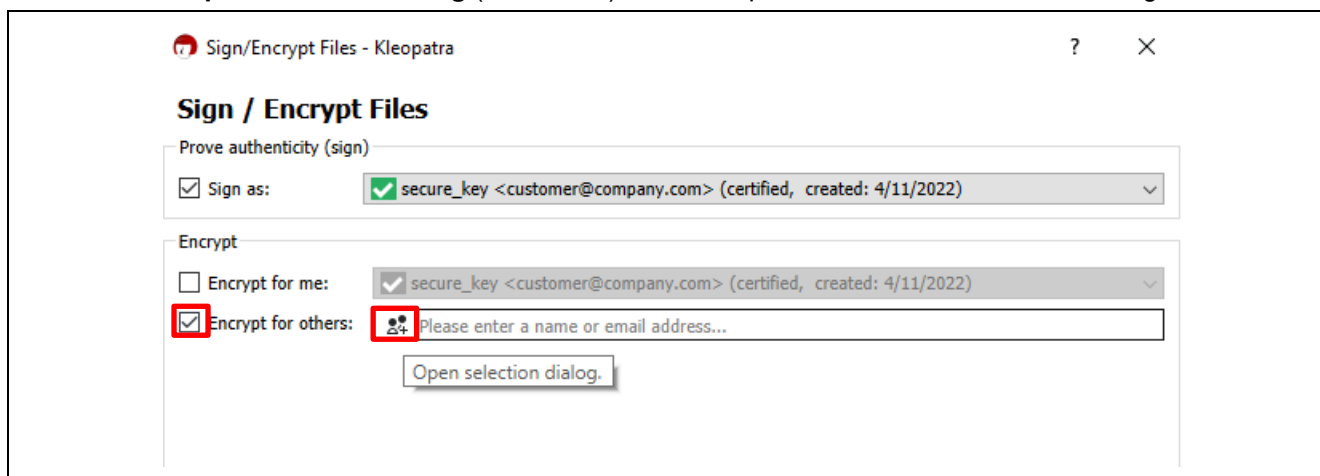 Sign/Encrypt Files - Kleopatra ? ×
Sign / Encrypt Files
Prove authenticity (sign)
Sign as: secure_key <customer@company.com> (certified, created: 4/11/2022)
Encrypt
Encrypt for me: secure_key <customer@company.com> (certified, created: 4/11/2022)
Encrypt for others: Please enter a name or email address...
Open selection dialog.